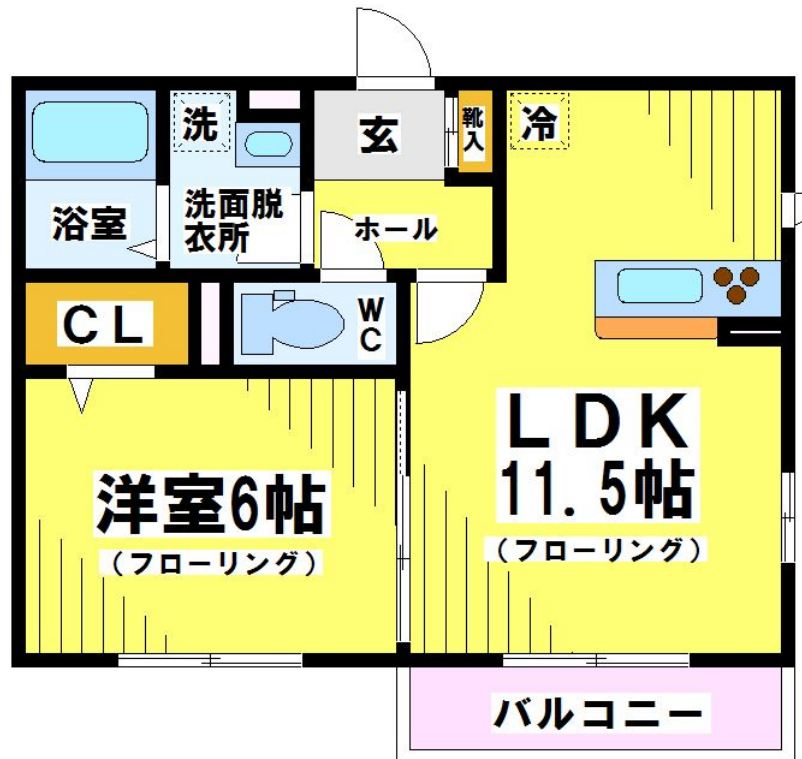 洗
玄
靴入
冷
浴室
洗面脱
衣所
ホール
CL
WC
LDK
11.5帖
(フローリング)
洋室6帖
(フローリング)
バルコニー